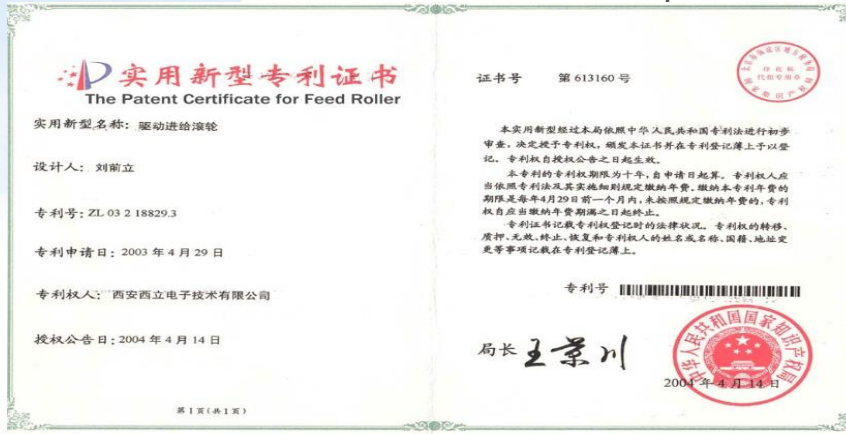 实用新型专利证书
The Patent Certificate for Feed Roller
实用新型名称：驱动进给滚轮
设计人：刘前立
专利号：ZL 03 2 18829.3
专利申请日：2003 年 4 月 29 日
专利权人：西安西立电子技术有限公司
授权公告日：2004 年 4 月 14 日
第 1 页(共 1 页)
证书号 第 613160 号
本实用新型经过本局依照中华人民共和国专利法进行初步
审查，决定授予专利权，颁发本证书并在专利登记簿上予以登
记。专利权自授权公告之日起生效。
本专利的专利权期限为十年，自申请日起算。专利权人应
当依照专利法及其实施细则规定缴纳年费。缴纳本专利年费的
期限是每年4月29日前一个月内，未按照规定缴纳年费的，专利
权自应当缴纳年费期满之日起终止。
专利证书记载专利权登记时的法律状况。专利权的转移、
质押、无效、终止、恢复和专利权人的姓名或名称、国籍、地址变
更等事项记载在专利登记簿上。
专利号
局长 王景川
中华人民共和国国家知识产权局
2004 年 4 月 14 日